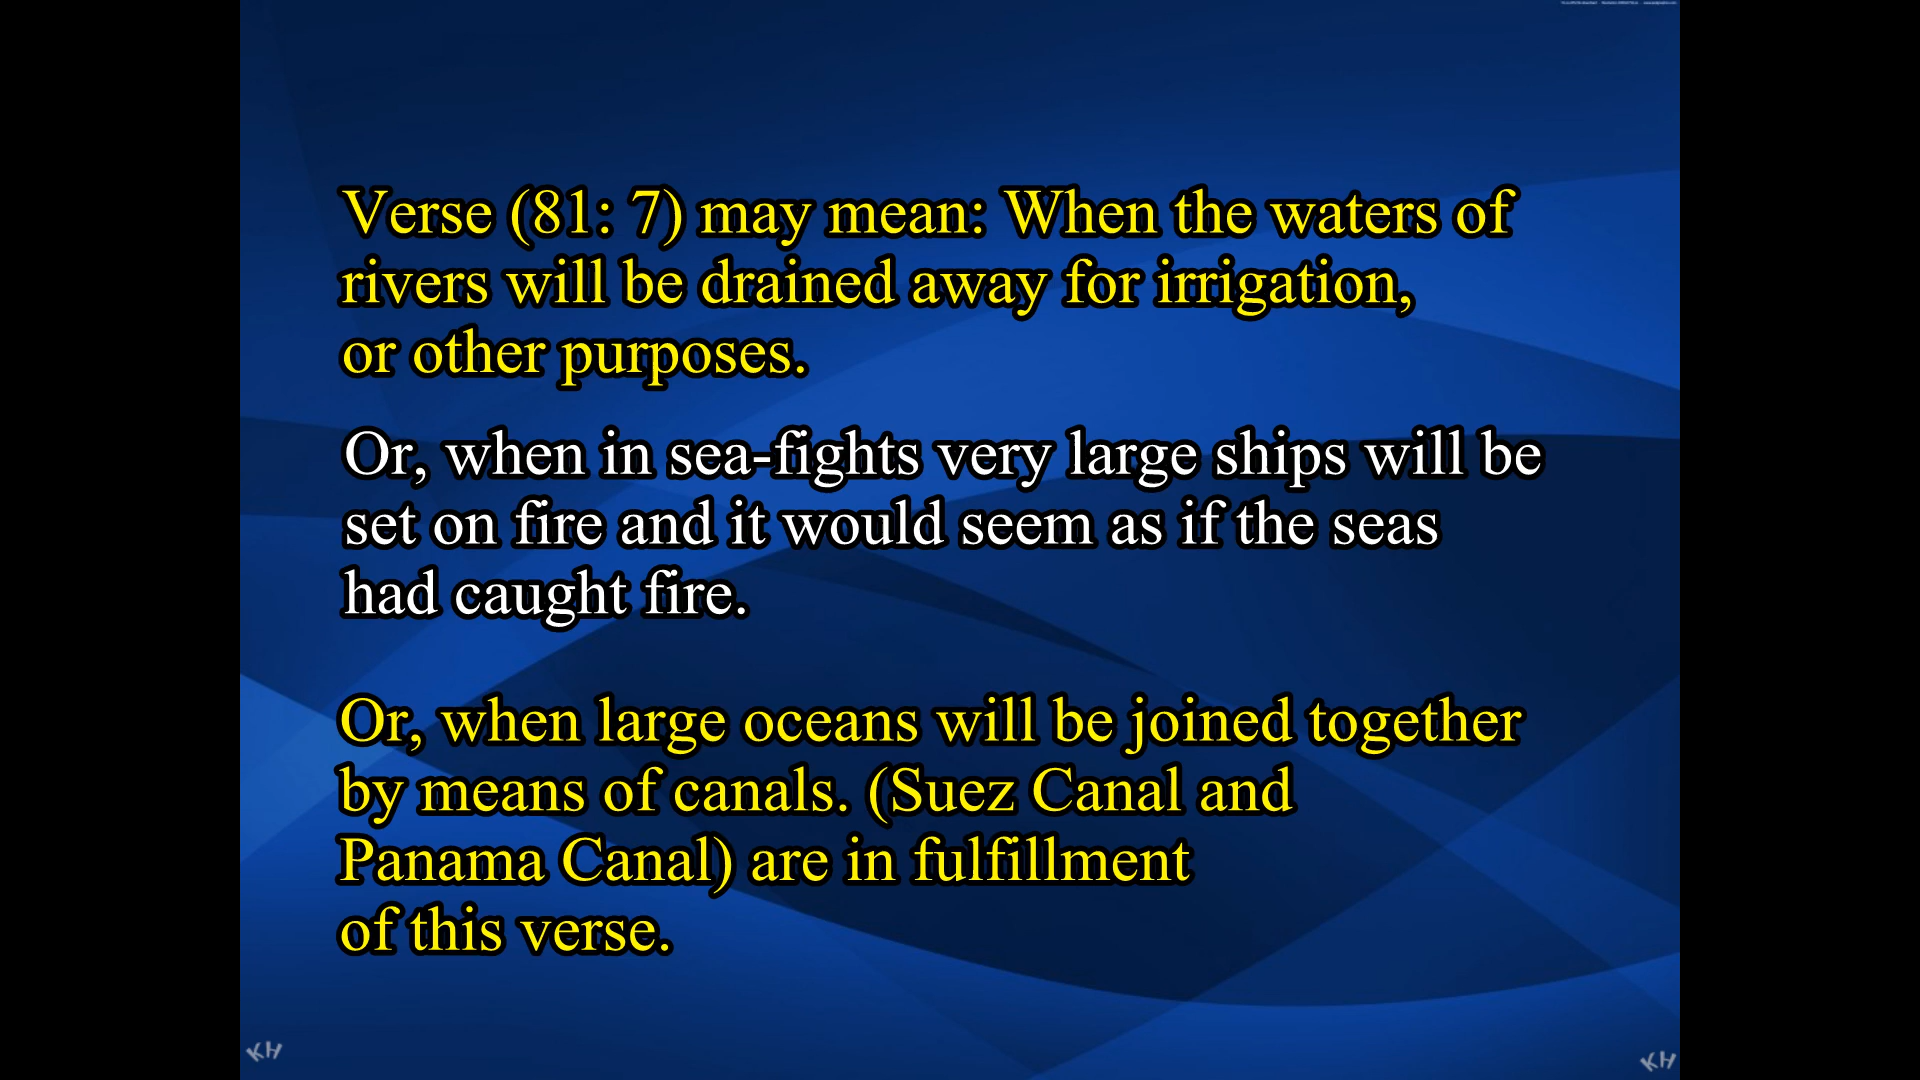 Verse (81: 7) may mean: When the waters of
rivers will be drained away for irrigation,
or other purposes.
Or, when in sea-fights very large ships will be
set on fire and it would seem as if the seas
had caught fire.
Or, when large oceans will be joined together
by means of canals. (Suez Canal and
Panama Canal) are in fulfillment
of this verse.
KH
KH